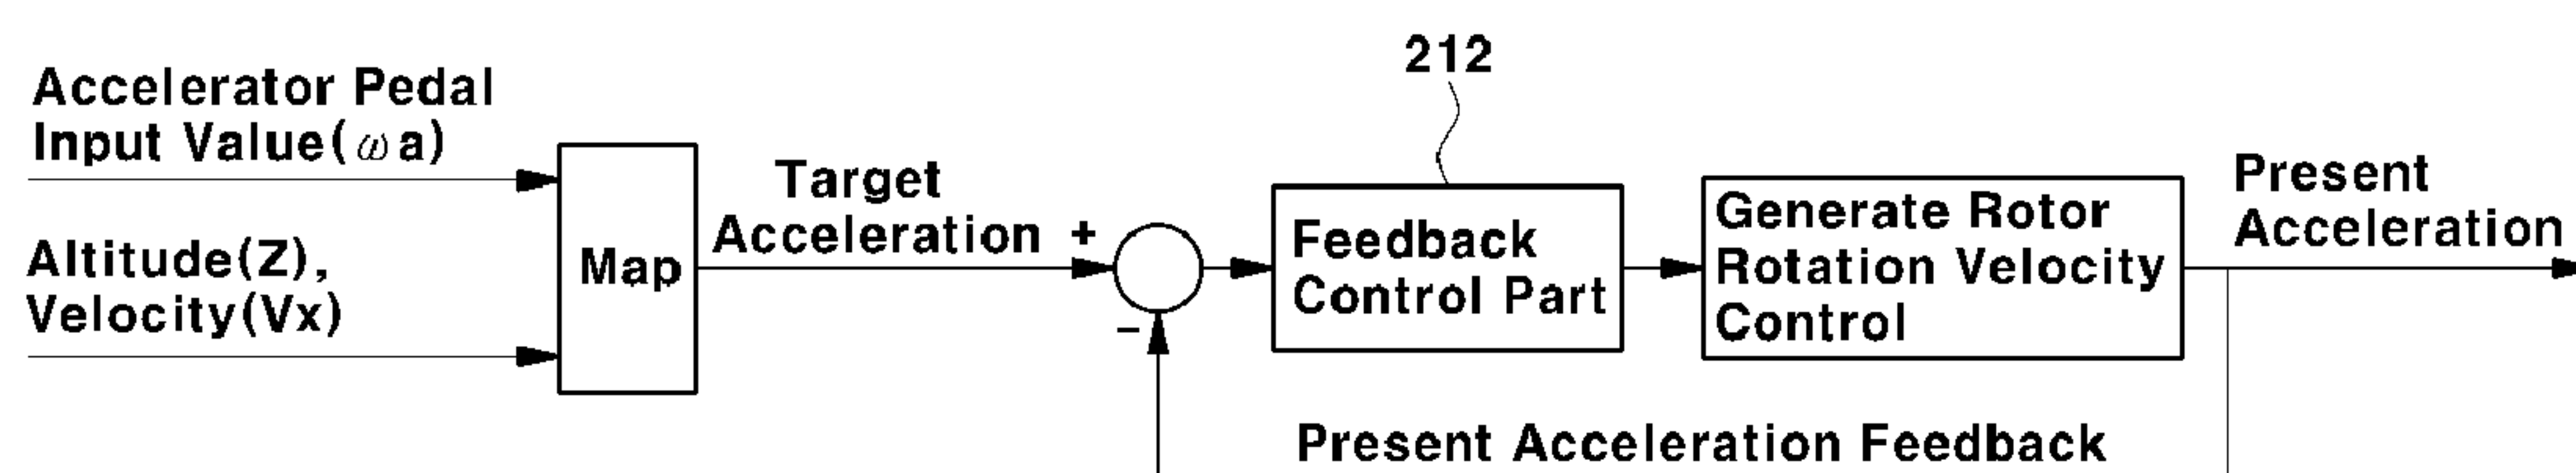 212
Accelerator Pedal
Input Value(ωa)
Altitude(Z),
Velocity(Vx)
Map
Target
Acceleration
+
-
Feedback
Control Part
Generate Rotor
Rotation Velocity
Control
Present
Acceleration
Present Acceleration Feedback